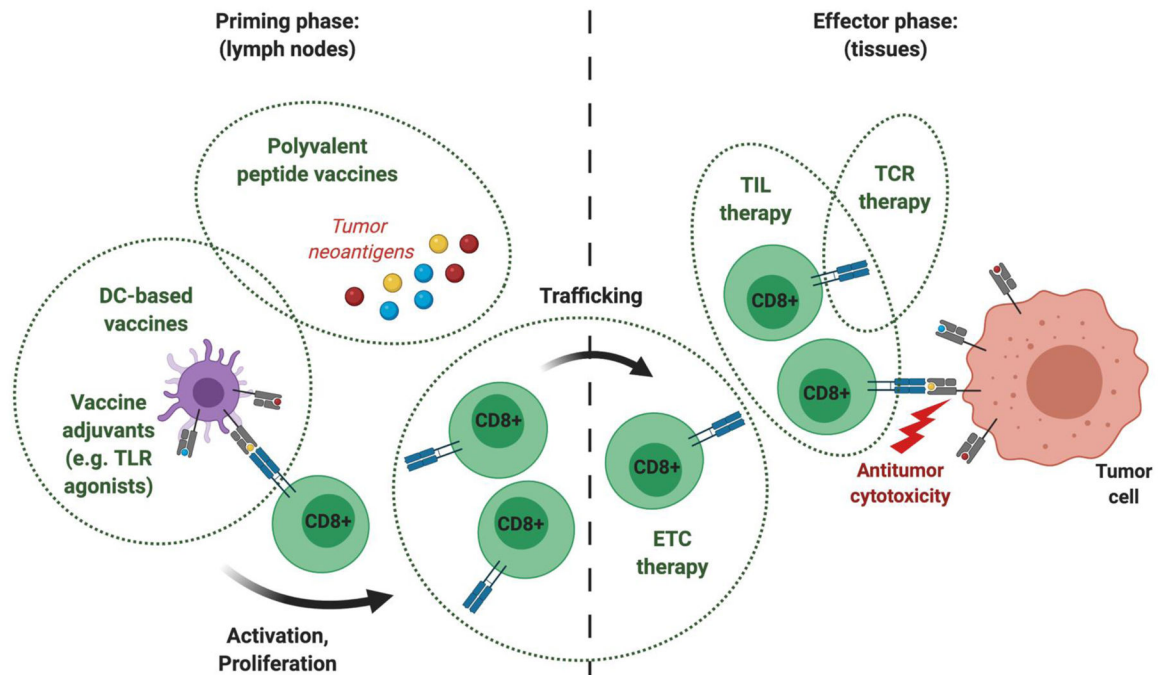 Priming phase:
(lymph nodes)
Effector phase:
(tissues)
Polyvalent
peptide vaccines
Tumor
neoantigens
DC-based
vaccines
Vaccine
adjuvants
(e.g. TLR
agonists)
CD8+
Activation,
Proliferation
Trafficking
CD8+
CD8+
CD8+
ETC
therapy
TIL
therapy
TCR
therapy
CD8+
CD8+
Antitumor
cytotoxicity
Tumor
cell